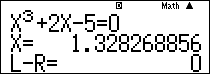 D Math ▲
X³+2X-5=0
X= 1.328268856
L-R= 0